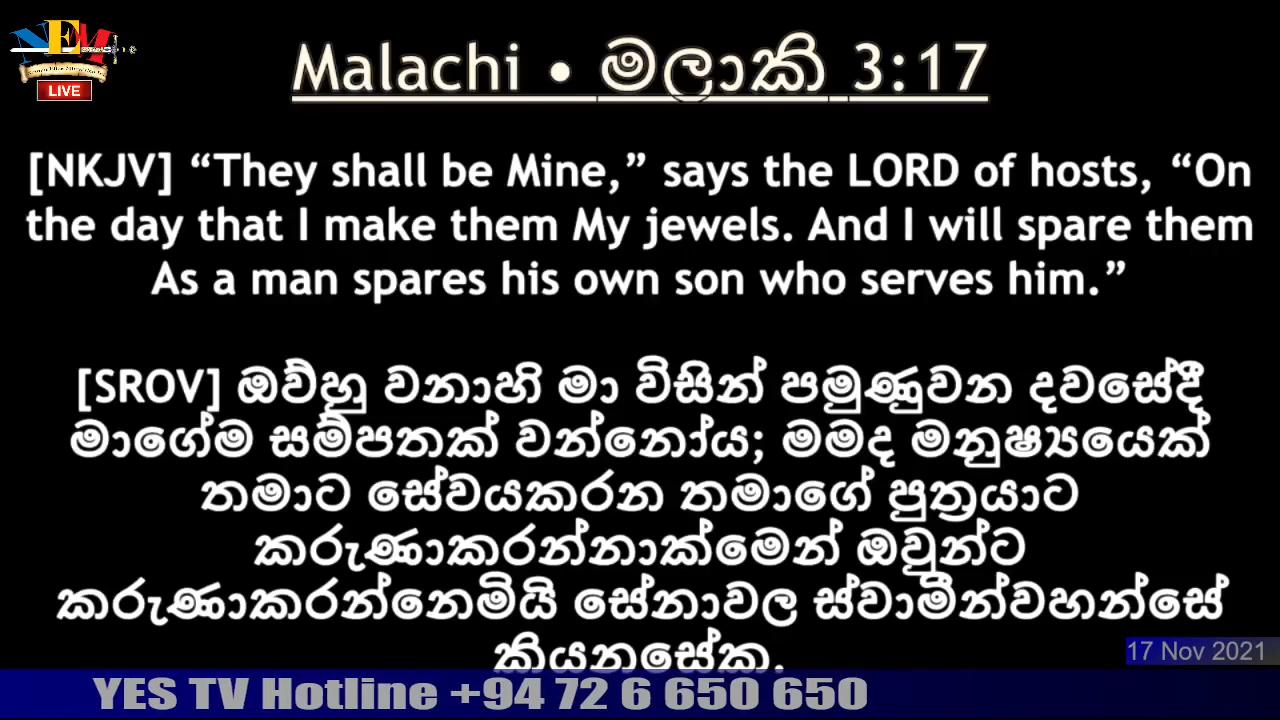 NEM
LIVE
Malachi • මලාකි 3:17
[NKJV] “They shall be Mine,” says the LORD of hosts, “On
the day that I make them My jewels. And I will spare them
As a man spares his own son who serves him.”
[SROV] ඔව්හු වනාහි මා විසින් පමුණුවන දවසේදී
මාගේම සම්පතක් වන්නෝය; මමද මනුෂ්‍යයෙක්
තමාට සේවයකරන තමාගේ පුත්‍රයාට
කරුණාකරන්නාක්මෙන් ඔවුන්ට
කරුණාකරන්නෙමියි සේනාවල ස්වාමීන්වහන්සේ
කියනසේක.
17 Nov 2021
YES TV Hotline +94 72 6 650 650